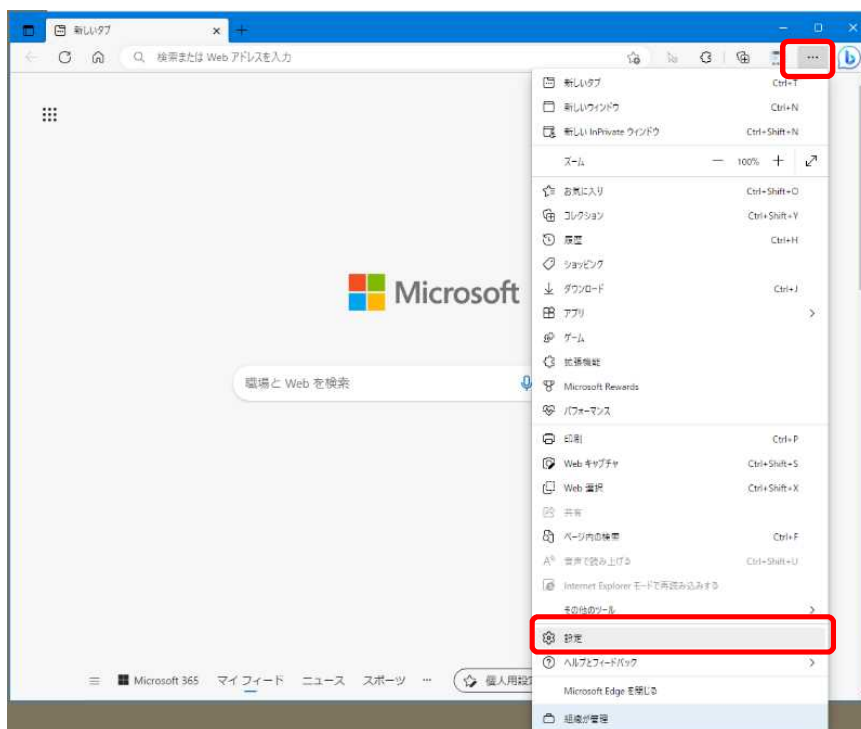 新しいタブ
検索または Web アドレスを入力
新しいタブ Ctrl+T
新しいウィンドウ Ctrl+N
新しい InPrivate ウィンドウ Ctrl+Shift+N
ズーム 100%
お気に入り Ctrl+Shift+O
コレクション Ctrl+Shift+Y
履歴 Ctrl+H
ショッピング
ダウンロード Ctrl+J
アプリ
ゲーム
拡張機能
Microsoft Rewards
パフォーマンス
印刷 Ctrl+P
Web キャプチャ Ctrl+Shift+S
Web 選択 Ctrl+Shift+X
共有
ページ内の検索 Ctrl+F
音声で読み上げる Ctrl+Shift+U
Internet Explorer モードで再読み込みする
その他のツール
設定
ヘルプとフィードバック
Microsoft Edge を閉じる
組織が管理
Microsoft
職場と Web を検索
Microsoft 365 マイ フィード ニュース スポーツ ··· 個人用設定